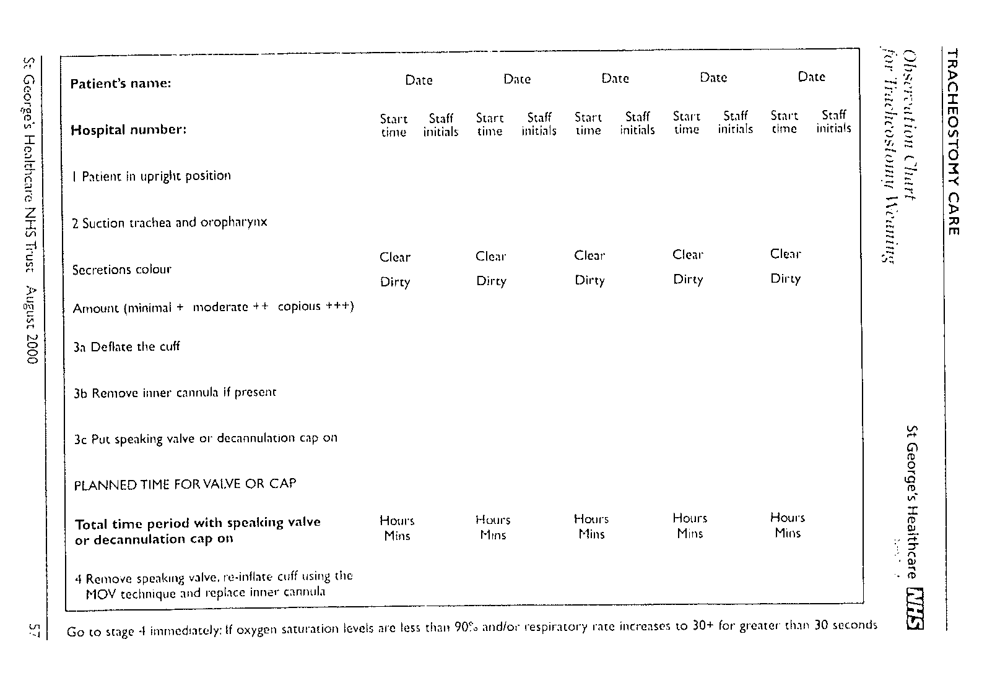 TRACHEOSTOMY CARE
Observation Chart
for Tracheostomy Weaning
St George's Healthcare NHS
Patient's name: Date Date Date Date Date
Hospital number: Start time Staff initials Start time Staff initials Start time Staff initials Start time Staff initials Start time Staff initials
1 Patient in upright position
2 Suction trachea and oropharynx
Secretions colour Clear Clear Clear Clear Clear
Dirty Dirty Dirty Dirty Dirty
Amount (minimal + moderate ++ copious +++)
3a Deflate the cuff
3b Remove inner cannula if present
3c Put speaking valve or decannulation cap on
PLANNED TIME FOR VALVE OR CAP
Total time period with speaking valve Hours Hours Hours Hours Hours
or decannulation cap on Mins Mins Mins Mins Mins
4 Remove speaking valve, re-inflate cuff using the
MOV technique and replace inner cannula
Go to stage 4 immediately: If oxygen saturation levels are less than 90% and/or respiratory rate increases to 30+ for greater than 30 seconds
St George's Healthcare NHS Trust August 2000
57